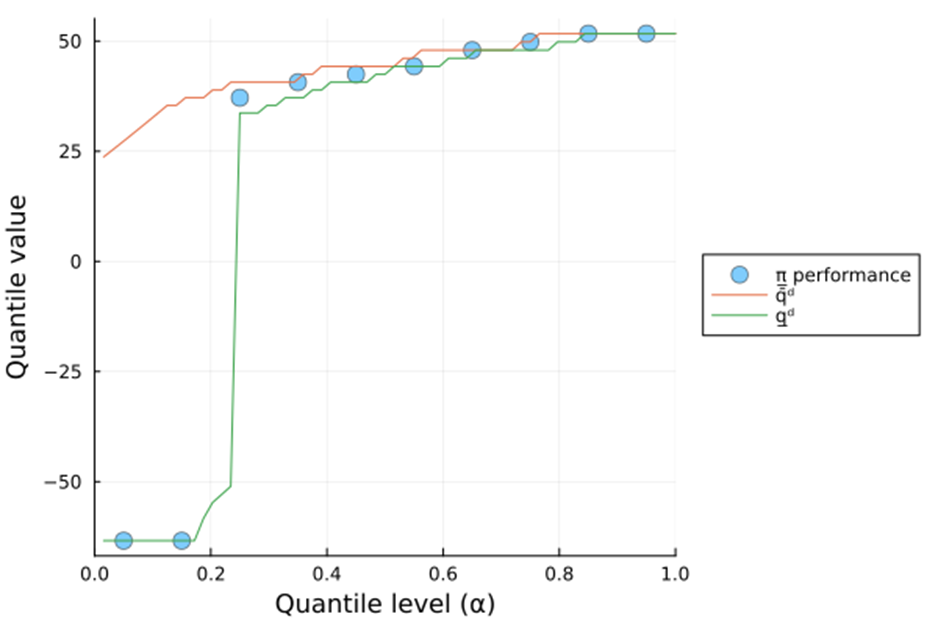 50
25
0
−25
−50
0.0 0.2 0.4 0.6 0.8 1.0
Quantile level (α)
Quantile value
π performance
q̄ᵈ
q̲ᵈ